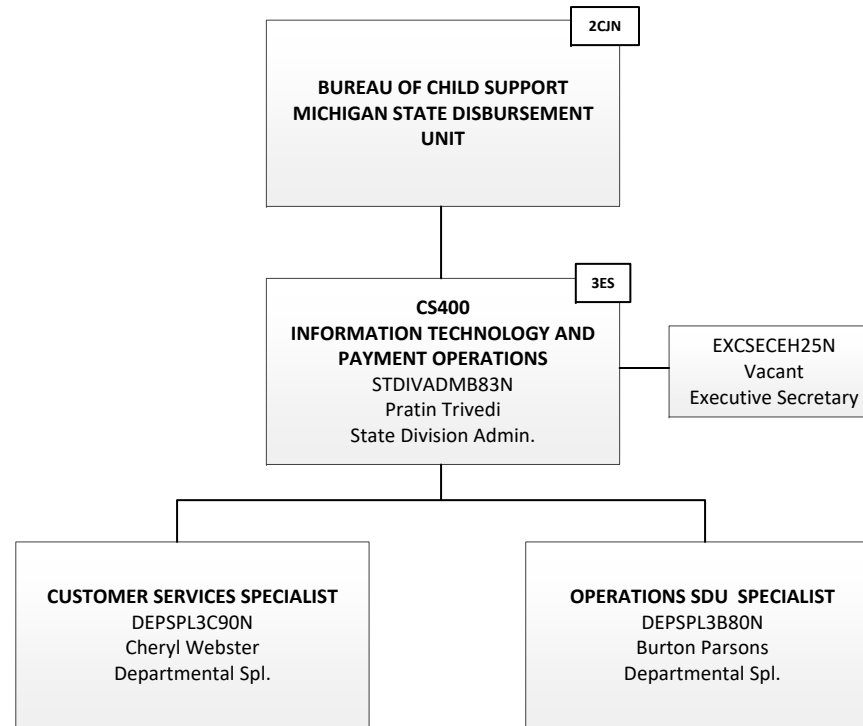 2CJN
BUREAU OF CHILD SUPPORT
MICHIGAN STATE DISBURSEMENT
UNIT
3ES
CS400
INFORMATION TECHNOLOGY AND
PAYMENT OPERATIONS
STDIVADMB83N
Pratin Trivedi
State Division Admin.
EXCSECEH25N
Vacant
Executive Secretary
CUSTOMER SERVICES SPECIALIST
DEPSPL3C90N
Cheryl Webster
Departmental Spl.
OPERATIONS SDU SPECIALIST
DEPSPL3B80N
Burton Parsons
Departmental Spl.